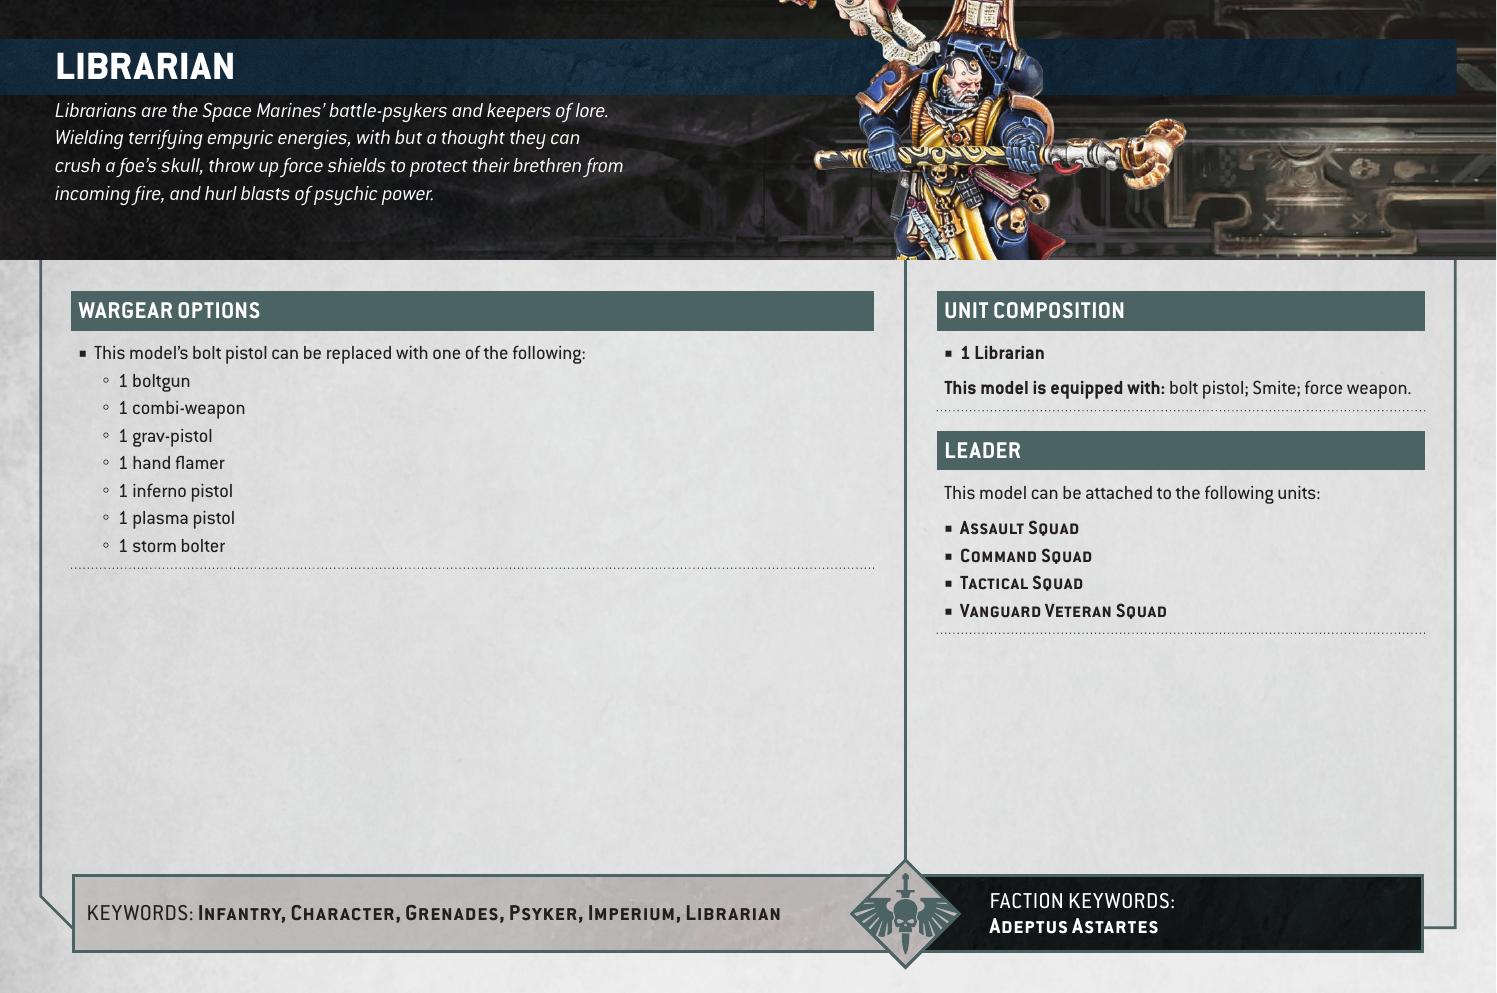 LIBRARIAN
Librarians are the Space Marines’ battle-psykers and keepers of lore.
Wielding terrifying empyric energies, with but a thought they can
crush a foe’s skull, throw up force shields to protect their brethren from
incoming fire, and hurl blasts of psychic power.
WARGEAR OPTIONS
■ This model’s bolt pistol can be replaced with one of the following:
◦ 1 boltgun
◦ 1 combi-weapon
◦ 1 grav-pistol
◦ 1 hand flamer
◦ 1 inferno pistol
◦ 1 plasma pistol
◦ 1 storm bolter
UNIT COMPOSITION
■ 1 Librarian
This model is equipped with: bolt pistol; Smite; force weapon.
LEADER
This model can be attached to the following units:
■ Assault Squad
■ Command Squad
■ Tactical Squad
■ Vanguard Veteran Squad
KEYWORDS: Infantry, Character, Grenades, Psyker, Imperium, Librarian
FACTION KEYWORDS:
Adeptus Astartes